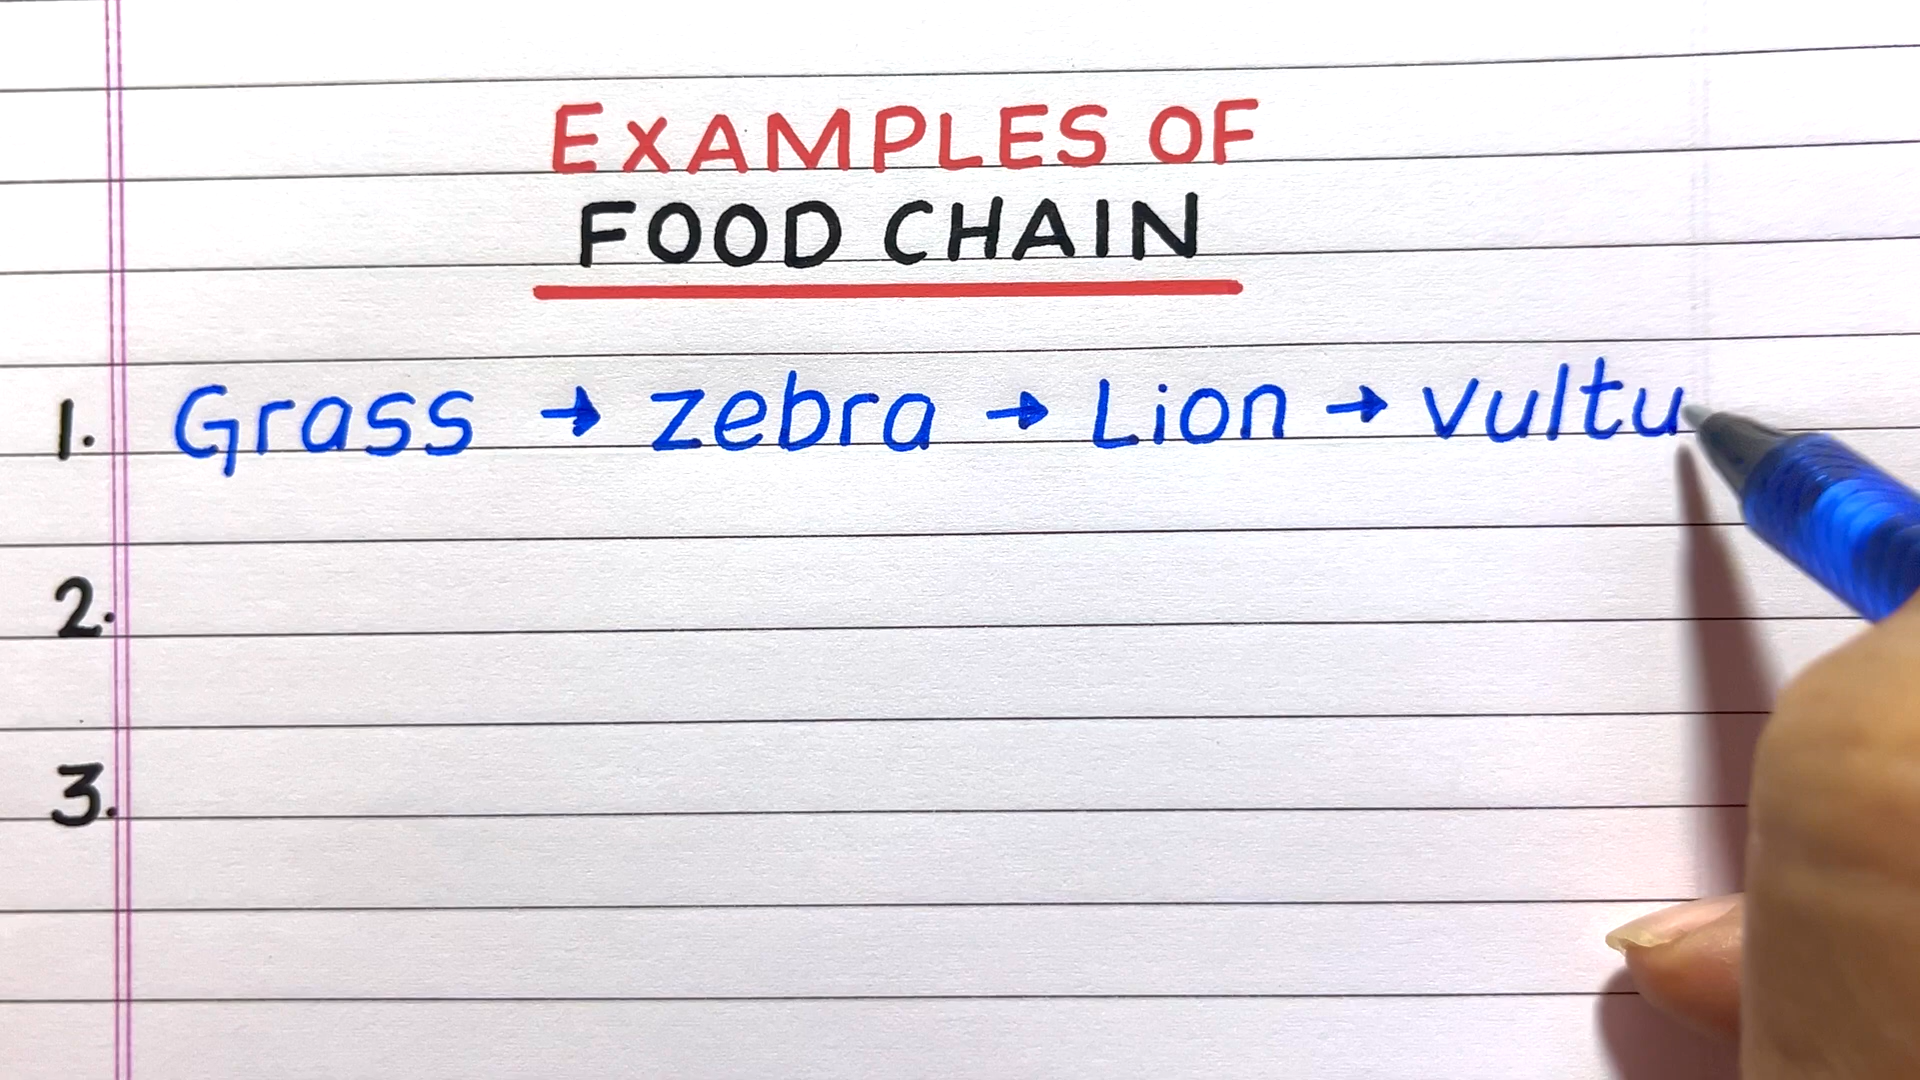 EXAMPLES OF
FOOD CHAIN
1. Grass → zebra → Lion → vultu
2.
3.